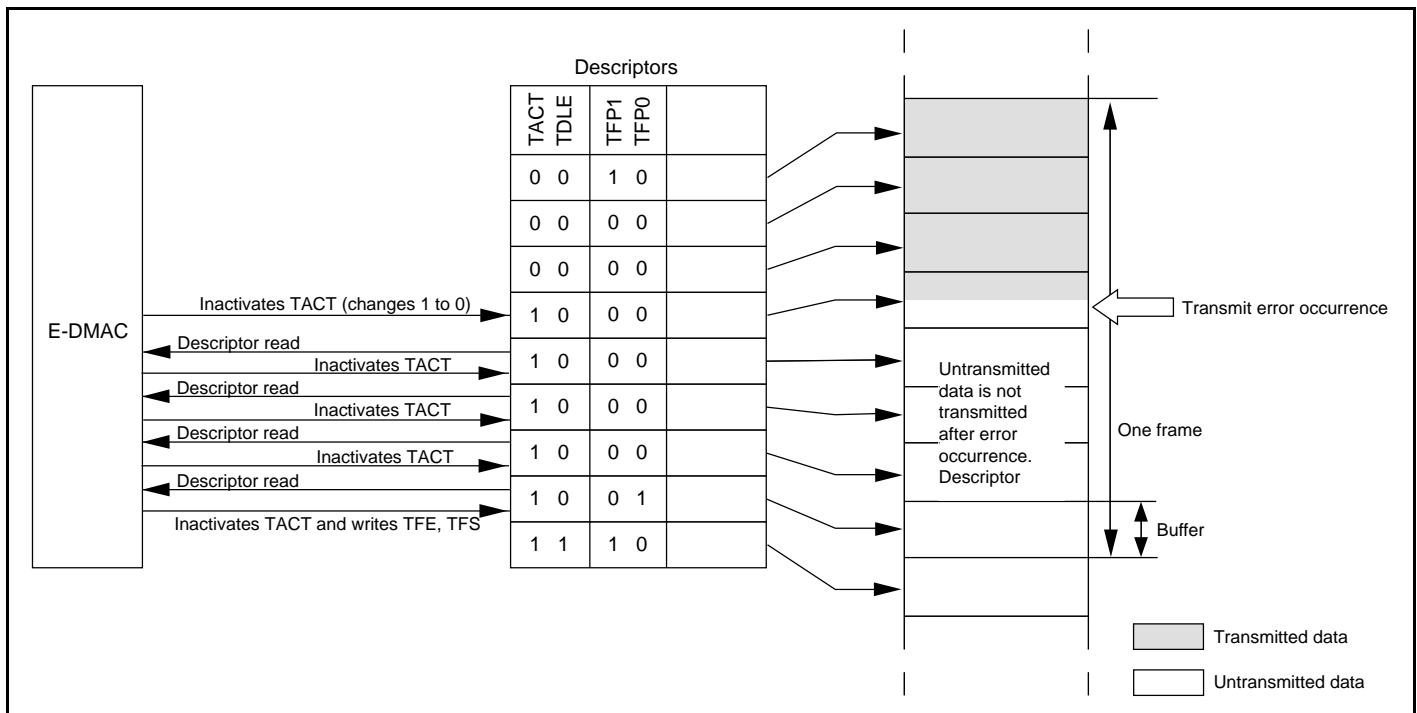 Descriptors
TACT TDLE TFP1 TFP0
0 0 1 0
0 0 0 0
0 0 0 0
Inactivates TACT (changes 1 to 0)
1 0 0 0
Transmit error occurrence
E-DMAC
Descriptor read
Inactivates TACT
1 0 0 0
Descriptor read
Inactivates TACT
1 0 0 0
Descriptor read
Inactivates TACT
1 0 0 0
Descriptor read
1 0 0 1
Inactivates TACT and writes TFE, TFS
1 1 1 0
Untransmitted
data is not
transmitted
after error
occurrence.
Descriptor
One frame
Buffer
Transmitted data
Untransmitted data